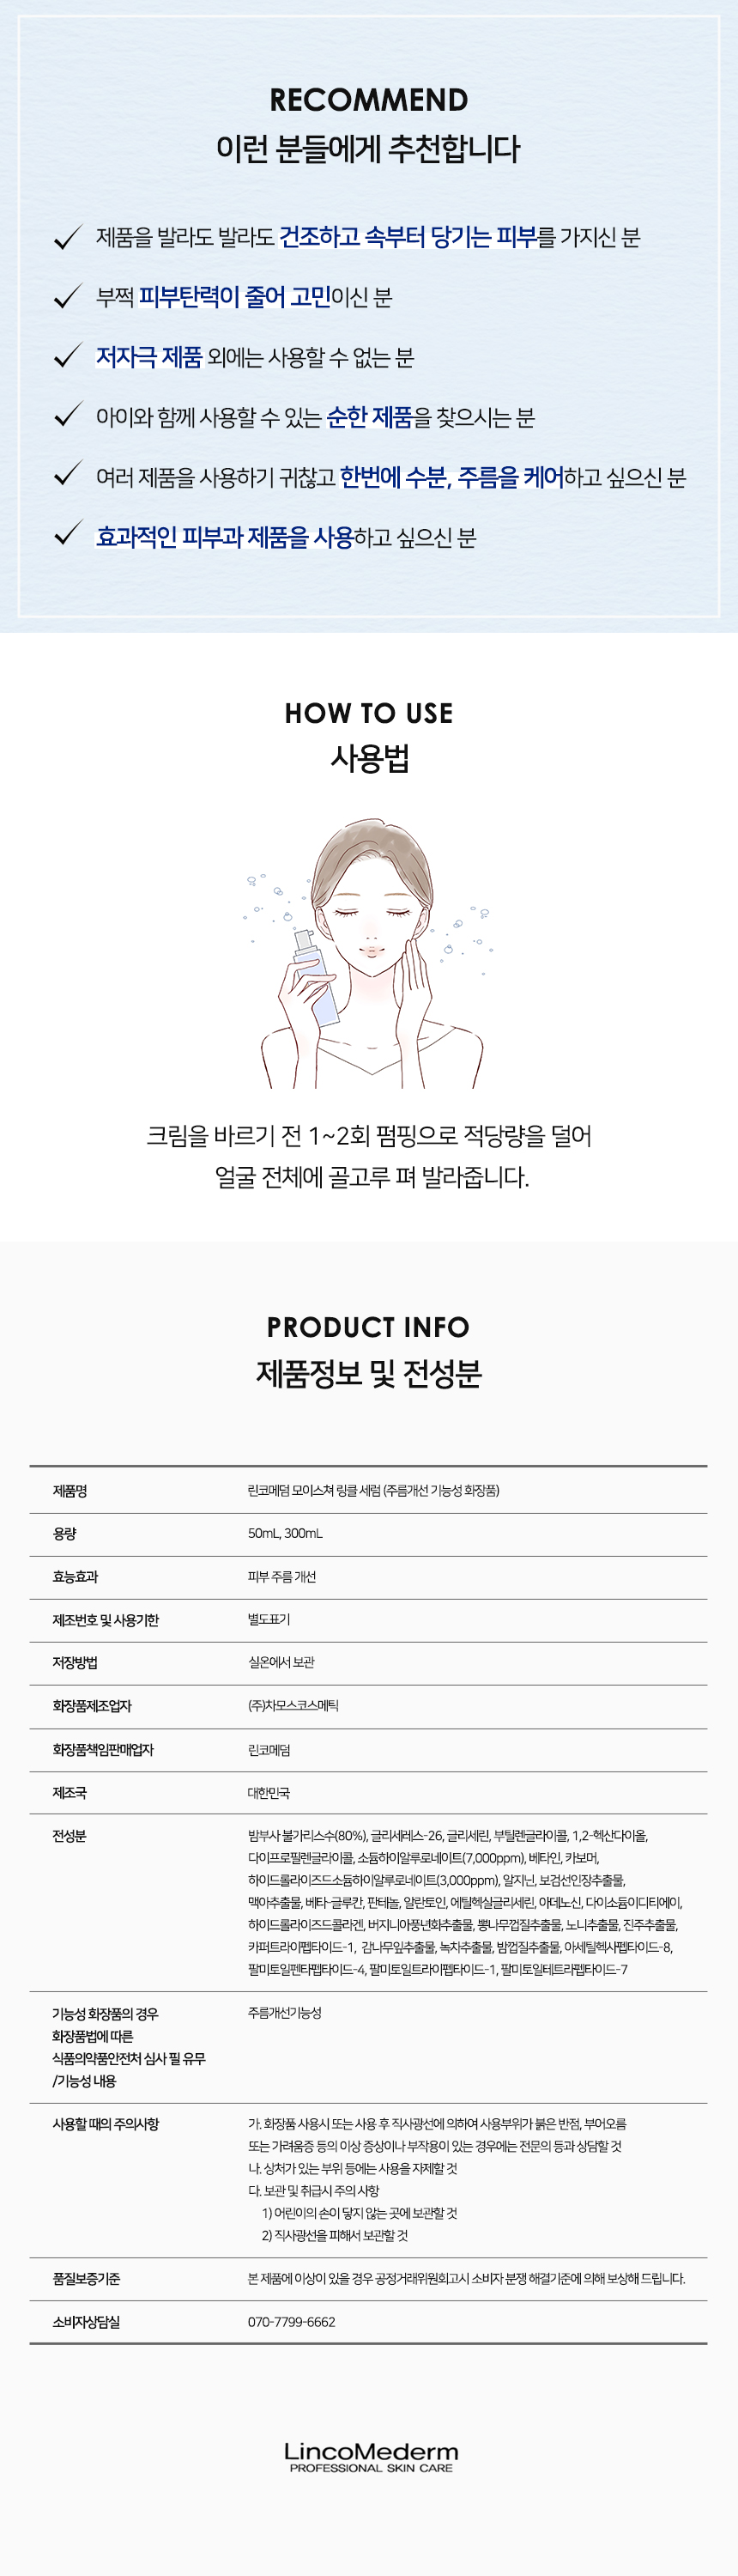 RECOMMEND
이런 분들에게 추천합니다
제품을 발라도 발라도 건조하고 속부터 당기는 피부를 가지신 분
부쩍 피부탄력이 줄어 고민이신 분
저자극 제품 외에는 사용할 수 없는 분
아이와 함께 사용할 수 있는 순한 제품을 찾으시는 분
여러 제품을 사용하기 귀찮고 한번에 수분, 주름을 케어하고 싶으신 분
효과적인 피부과 제품을 사용하고 싶으신 분
HOW TO USE
사용법
크림을 바르기 전 1~2회 펌핑으로 적당량을 덜어
얼굴 전체에 골고루 펴 발라줍니다.
PRODUCT INFO
제품정보 및 전성분
제품명 린코메덤 모이스쳐 링클 세럼 (주름개선 기능성 화장품)
용량 50mL, 300mL
효능효과 피부 주름 개선
제조번호 및 사용기한 별도표기
저장방법 실온에서 보관
화장품제조업자 (주)차모스코스메틱
화장품책임판매업자 린코메덤
제조국 대한민국
전성분 밤부사 불가리스수(80%), 글리세레스-26, 글리세린, 부틸렌글라이콜, 1,2-헥산다이올,
다이프로필렌글라이콜, 소듐하이알루로네이트(7,000ppm), 베타인, 카보머,
하이드롤라이즈드소듐하이알루로네이트(3,000ppm), 알지닌, 보검선인장추출물,
맥아추출물, 베타-글루칸, 판테놀, 알란토인, 에틸헥실글리세린, 아데노신, 다이소듐이디티에이,
하이드롤라이즈드콜라겐, 버지니아풍년화추출물, 뽕나무껍질추출물, 노니추출물, 진주추출물,
카퍼트라이펩타이드-1, 감나무잎추출물, 녹차추출물, 밤껍질추출물, 아세틸헥사펩타이드-8,
팔미토일펜타펩타이드-4, 팔미토일트라이펩타이드-1, 팔미토일테트라펩타이드-7
기능성 화장품의 경우 주름개선기능성
화장품법에 따른
식품의약품안전처 심사 필 유무
/기능성 내용
사용할 때의 주의사항 가. 화장품 사용시 또는 사용 후 직사광선에 의하여 사용부위가 붉은 반점, 부어오름
또는 가려움증 등의 이상 증상이나 부작용이 있는 경우에는 전문의 등과 상담할 것
나. 상처가 있는 부위 등에는 사용을 자제할 것
다. 보관 및 취급시 주의 사항
1) 어린이의 손이 닿지 않는 곳에 보관할 것
2) 직사광선을 피해서 보관할 것
품질보증기준 본 제품에 이상이 있을 경우 공정거래위원회고시 소비자 분쟁 해결기준에 의해 보상해 드립니다.
소비자상담실 070-7799-6662
LincoMederm
PROFESSIONAL SKIN CARE